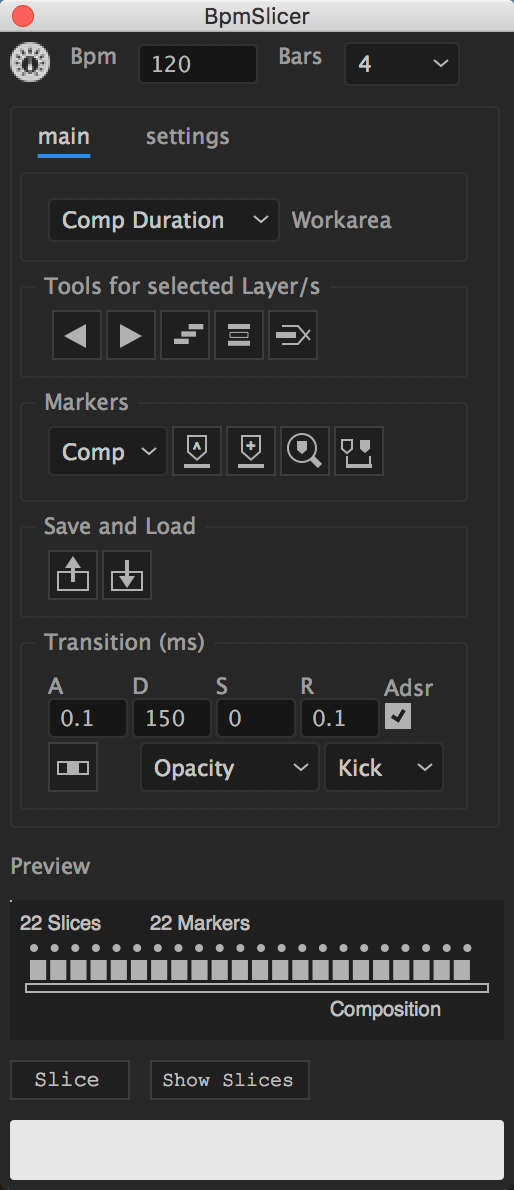 BpmSlicer
Bpm 120 Bars 4
main settings
Comp Duration Workarea
Tools for selected Layer/s
Markers
Comp
Save and Load
Transition (ms)
A D S R Adsr
0.1 150 0 0.1
Opacity Kick
Preview
22 Slices 22 Markers
Composition
Slice Show Slices